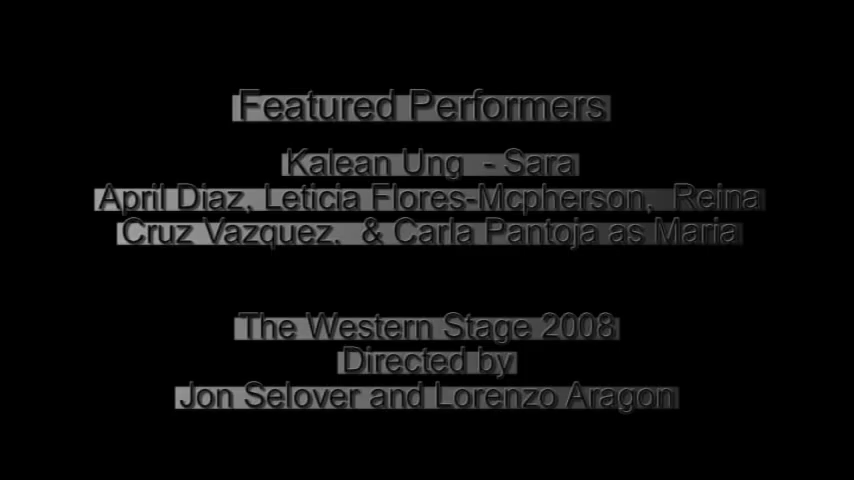 Featured Performers
Kalean Ung - Sara
April Diaz, Leticia Flores-Mcpherson, Reina
Cruz Vazquez, & Carla Pantoja as Maria
The Western Stage 2008
Directed by
Jon Selover and Lorenzo Aragon